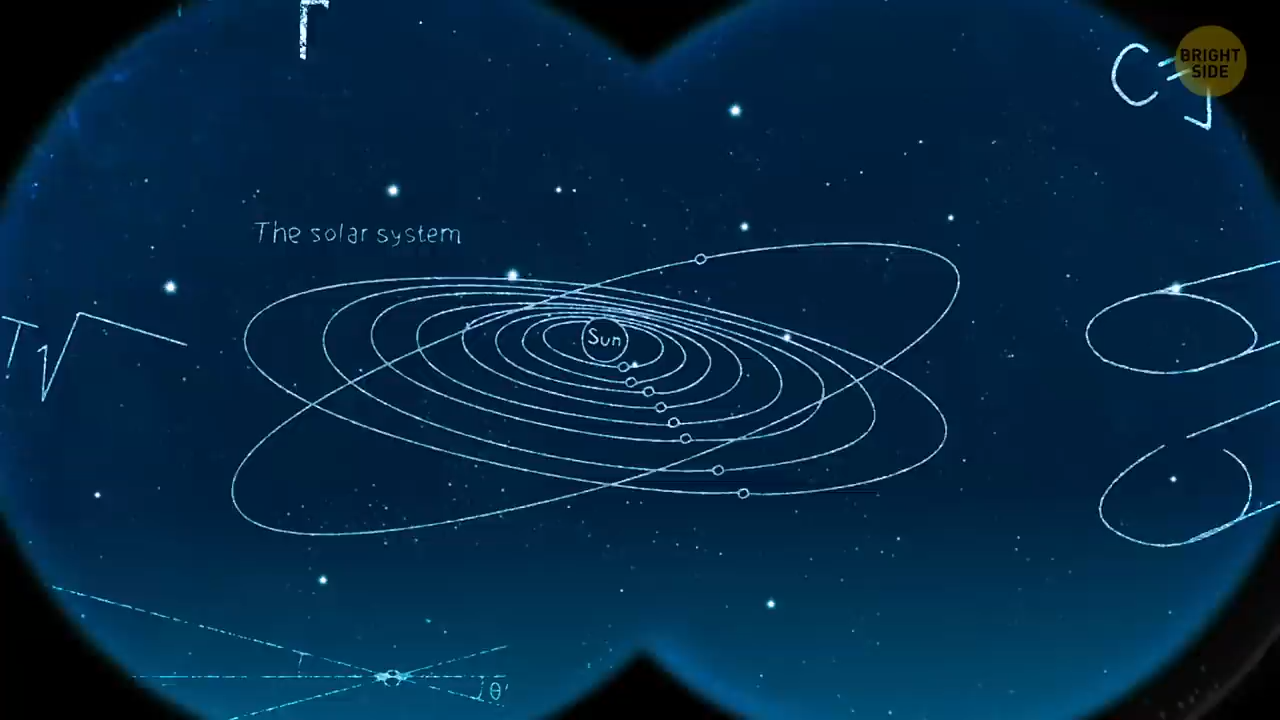 BRIGHT
SIDE
The solar system
Sun
θ'